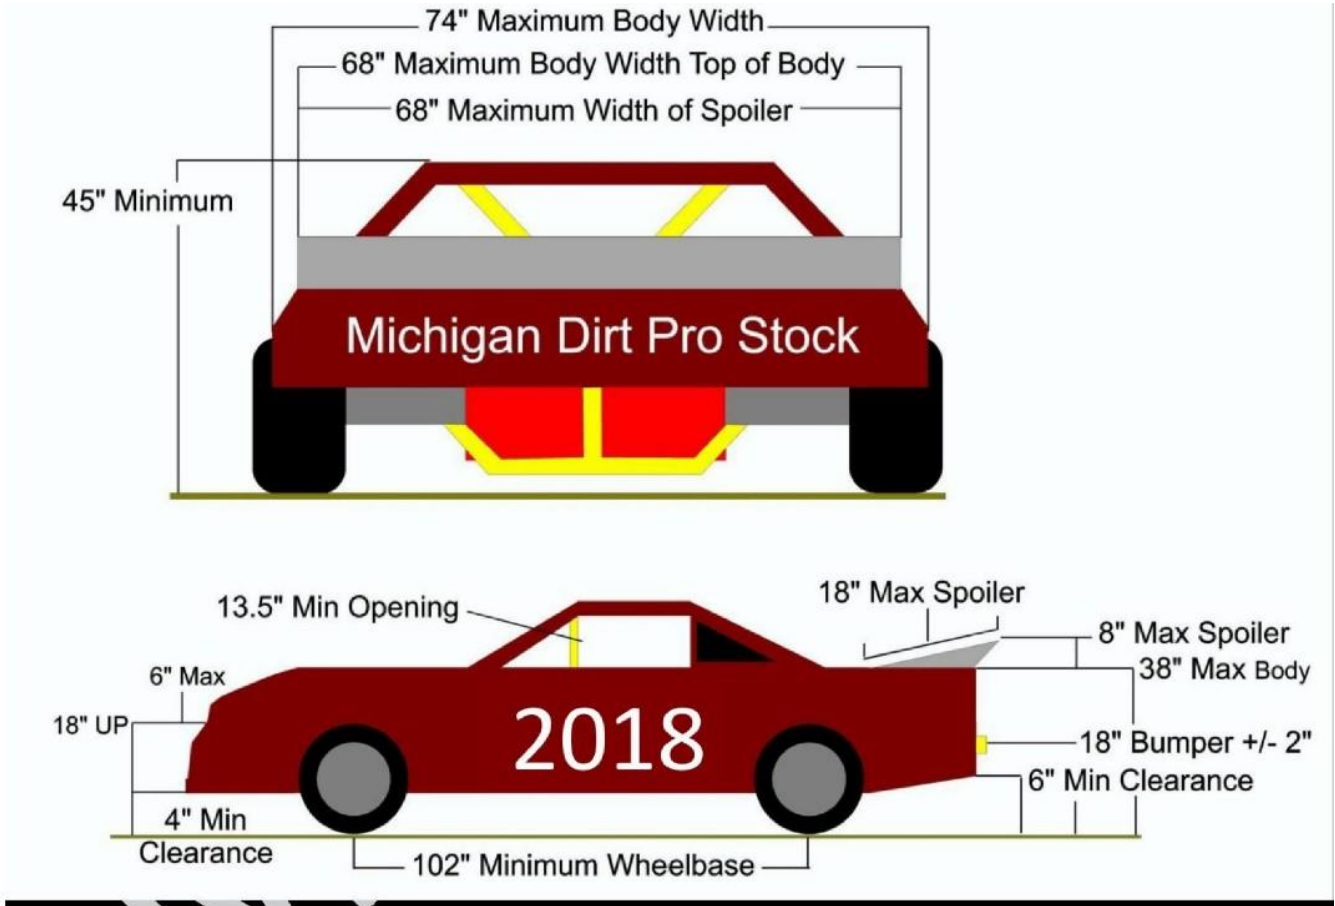 74" Maximum Body Width
68" Maximum Body Width Top of Body
68" Maximum Width of Spoiler
45" Minimum
Michigan Dirt Pro Stock
18" Max Spoiler
13.5" Min Opening
8" Max Spoiler
38" Max Body
6" Max
18" UP
2018
18" Bumper +/- 2"
6" Min Clearance
4" Min
Clearance
102" Minimum Wheelbase